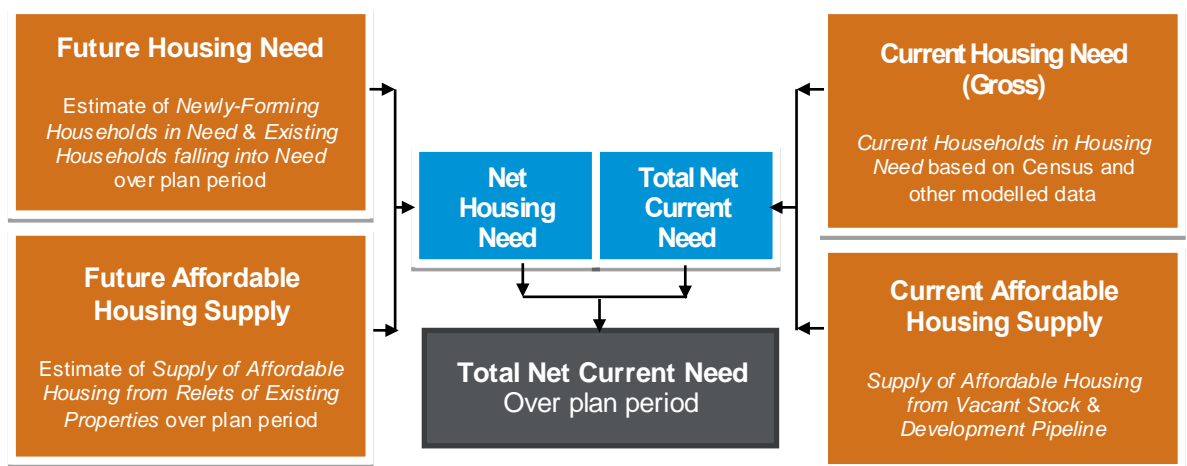 Future Housing Need
Estimate of Newly-Forming
Households in Need & Existing
Households falling into Need
over plan period
Future Affordable
Housing Supply
Estimate of Supply of Affordable
Housing from Relets of Existing
Properties over plan period
Net
Housing
Need
Total Net
Current
Need
Total Net Current Need
Over plan period
Current Housing Need
(Gross)
Current Households in Housing
Need based on Census and
other modelled data
Current Affordable
Housing Supply
Supply of Affordable Housing
from Vacant Stock &
Development Pipeline